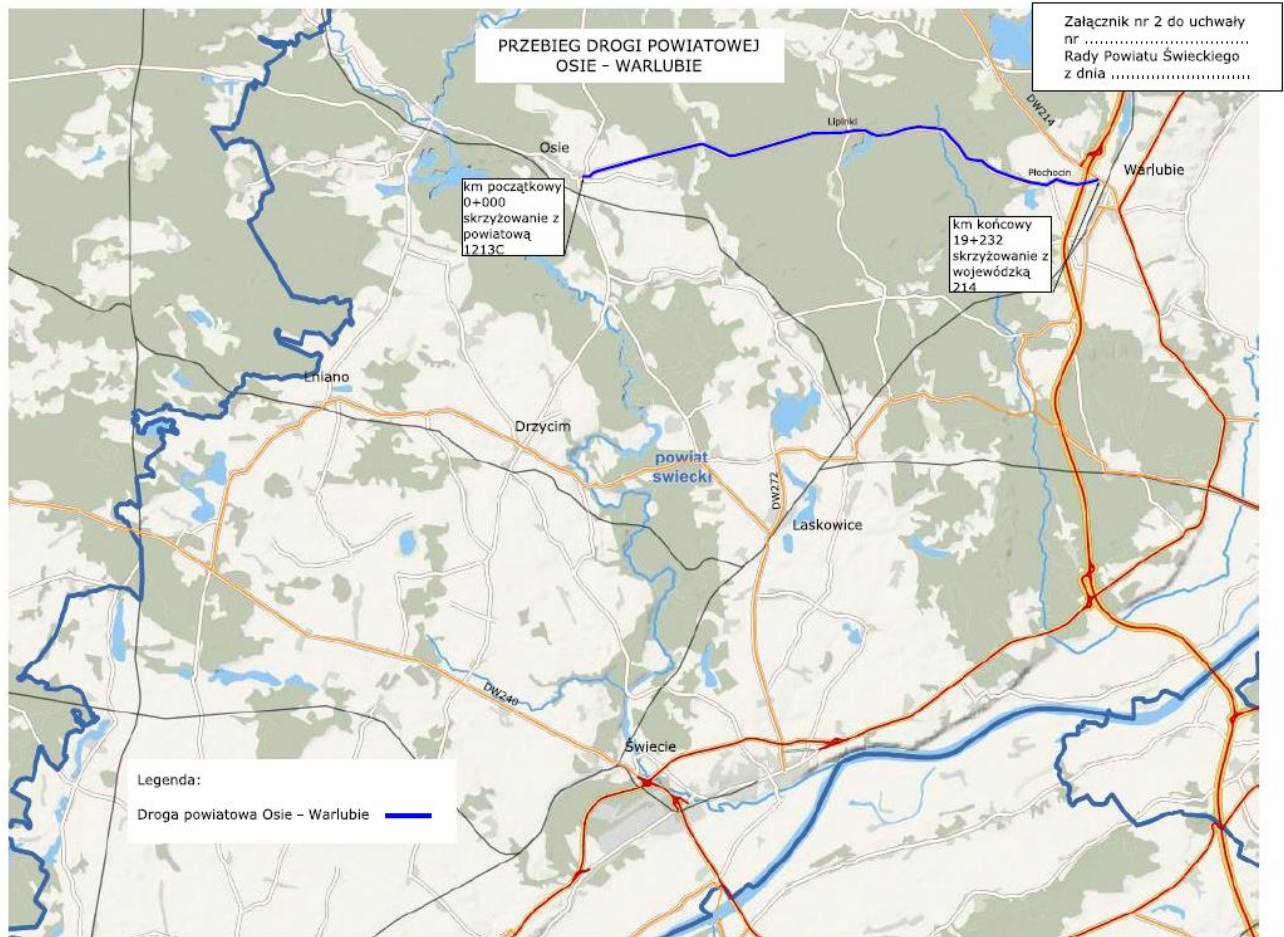 PRZEBIEG DROGI POWIATOWEJ
OSIE – WARLUBIE
Załącznik nr 2 do uchwały
nr ................................
Rady Powiatu Świeckiego
z dnia ...........................
DW214
Lipinki
Osie
Płochocin
Warlubie
km początkowy
0+000
skrzyżowanie z
powiatową
1213C
km końcowy
19+232
skrzyżowanie z
wojewódzką
214
Lniano
Drzycim
powiat
swiecki
DW272
Laskowice
DW240
Świecie
Legenda:
Droga powiatowa Osie – Warlubie